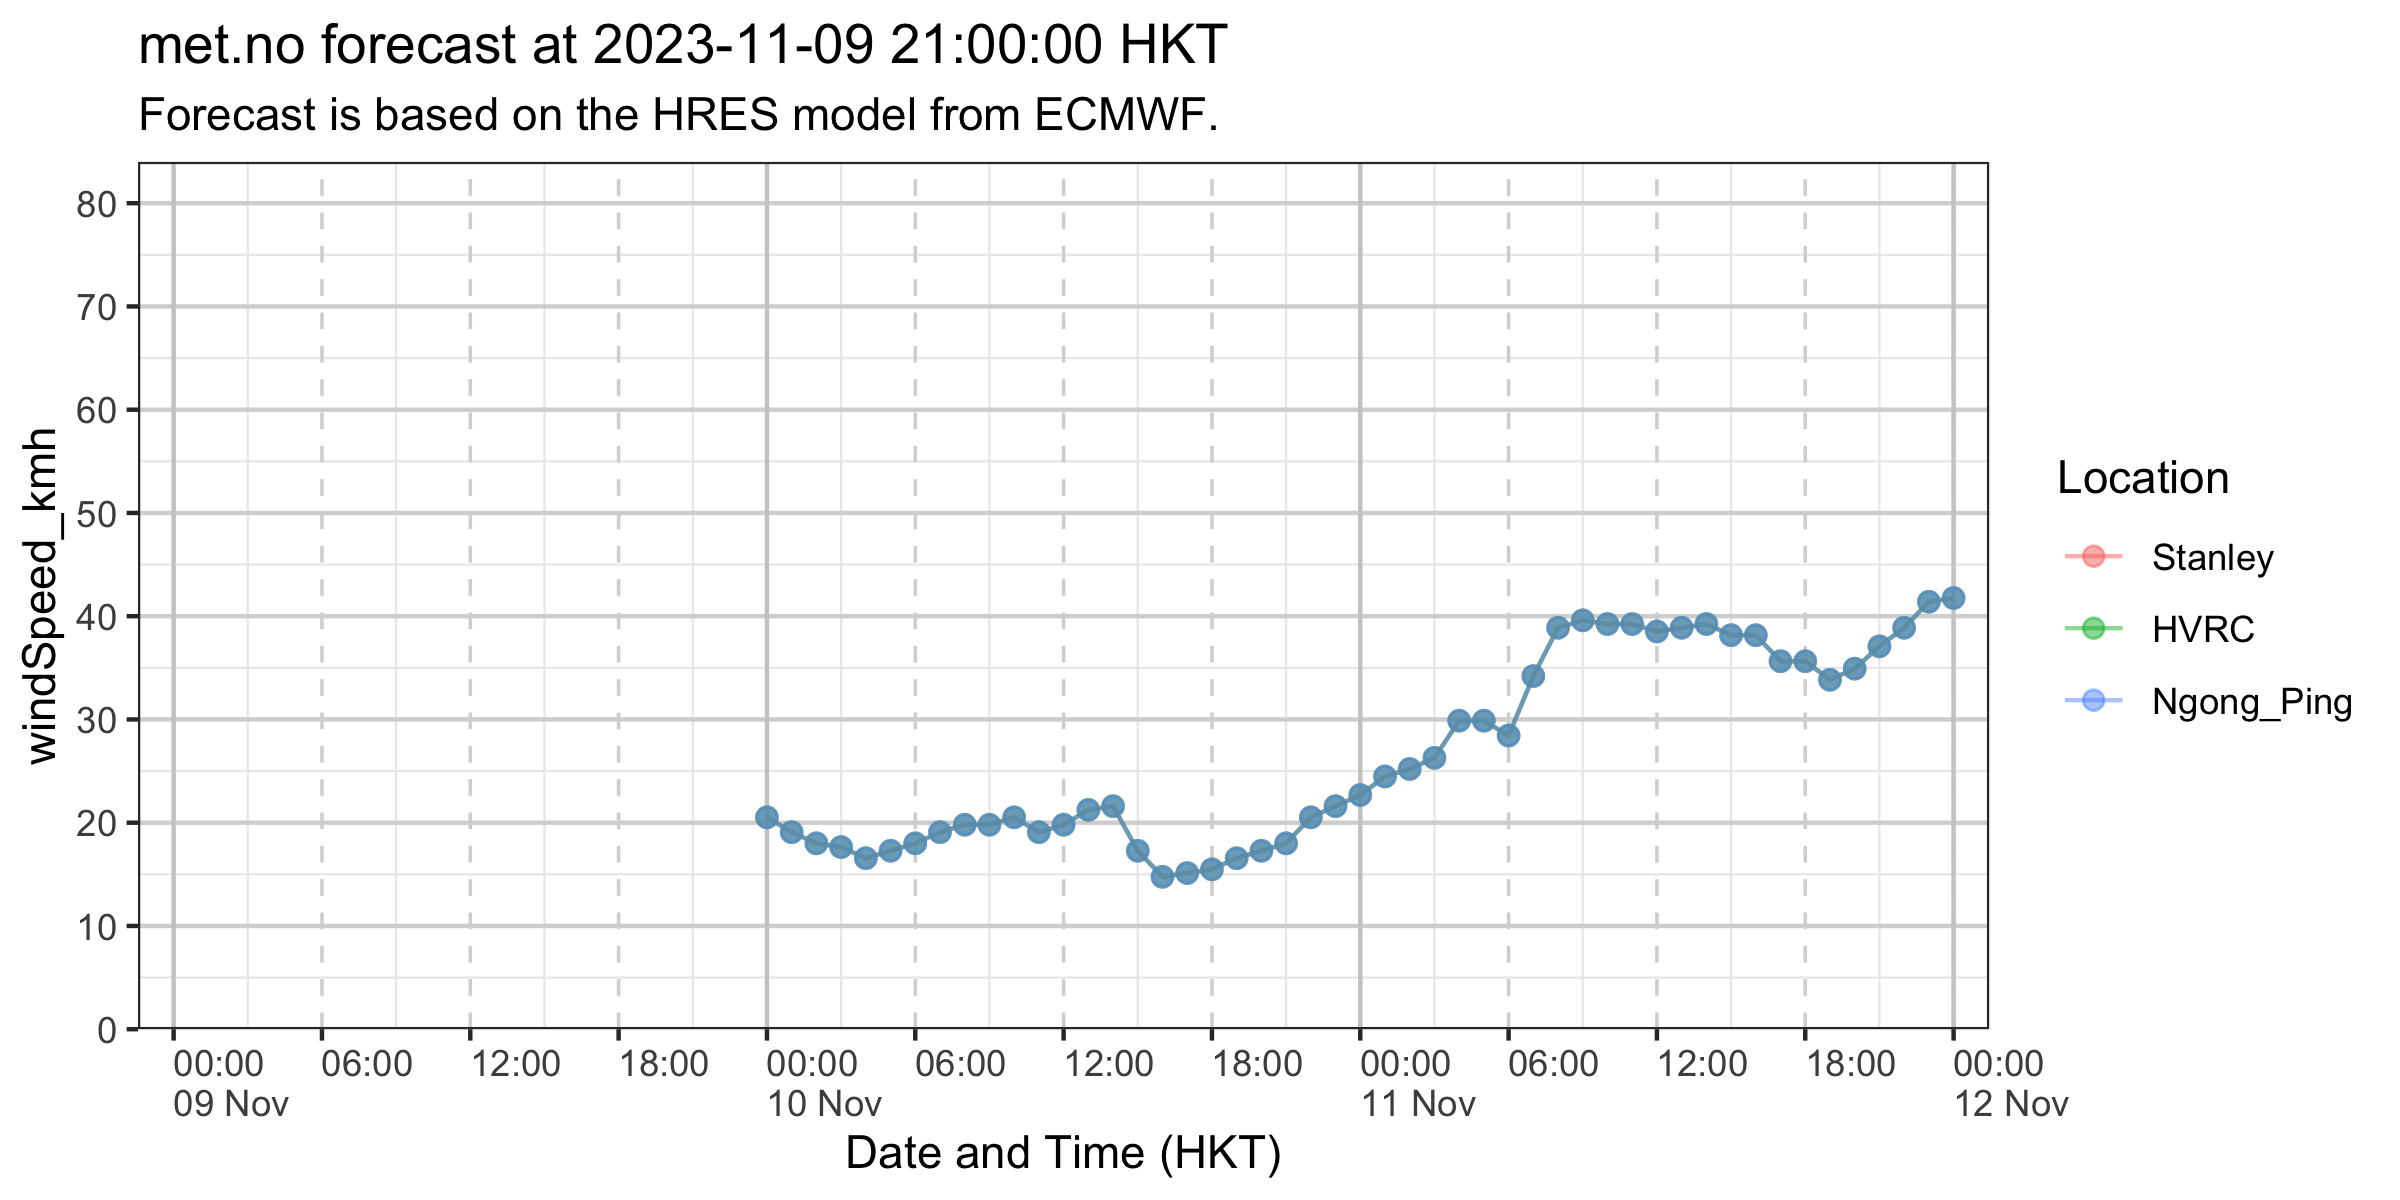 met.no forecast at 2023-11-09 21:00:00 HKT
Forecast is based on the HRES model from ECMWF.
windSpeed_kmh
80
70
60
50
40
30
20
10
0
00:00 06:00 12:00 18:00 00:00 06:00 12:00 18:00 00:00 06:00 12:00 18:00 00:00
09 Nov 10 Nov 11 Nov 12 Nov
Date and Time (HKT)
Location
Stanley
HVRC
Ngong_Ping